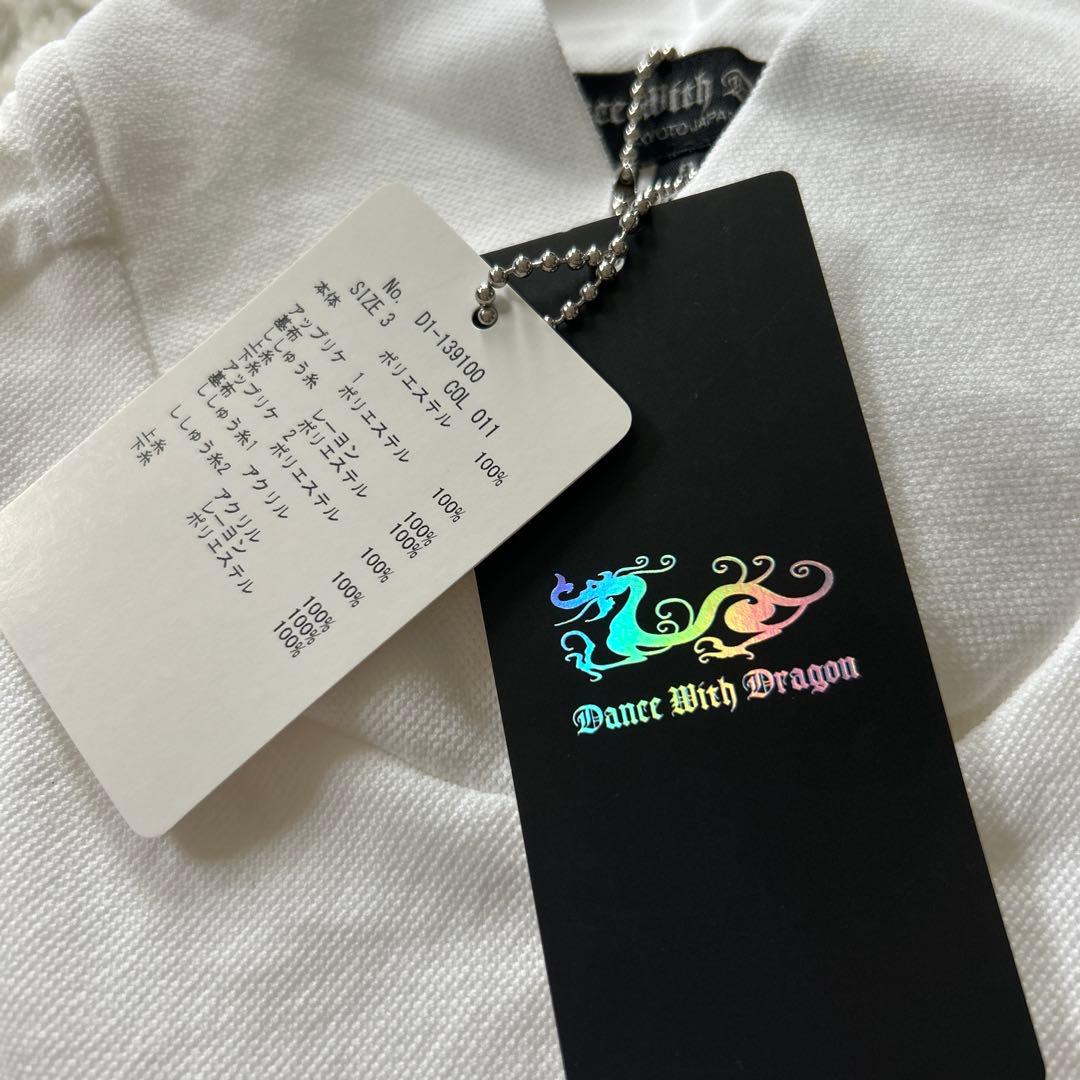 No. D1-139100 COL 011
SIZE 3
本体 ポリエステル 100%
アップリケ 1
基布 ポリエステル 100%
ししゅう糸
上糸 レーヨン 100%
下糸 ポリエステル 100%
アップリケ 2
基布 ポリエステル 100%
ししゅう糸1 アクリル 100%
ししゅう糸2 アクリル 100%
上糸 レーヨン 100%
下糸 ポリエステル 100%
Dance With Dragon
With
KYOTO JAPAN